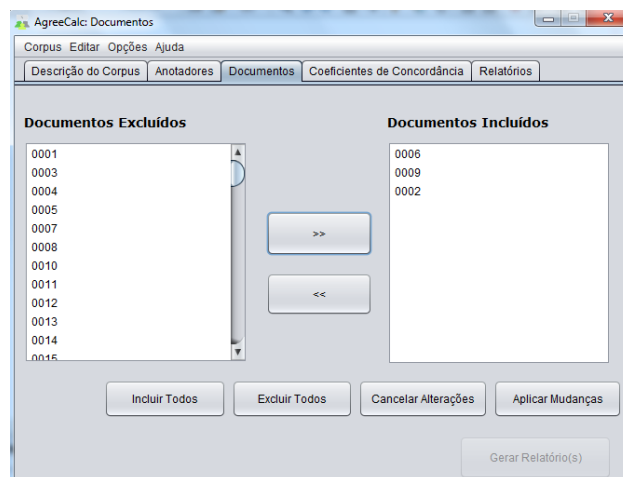 AgreeCalc: Documentos
Corpus Editar Opções Ajuda
Descrição do Corpus Anotadores Documentos Coeficientes de Concordância Relatórios
Documentos Excluídos
0001
0003
0004
0005
0007
0008
0010
0011
0012
0013
0014
0015
>>
<<
Documentos Incluídos
0006
0009
0002
Incluir Todos Excluir Todos Cancelar Alterações Aplicar Mudanças
Gerar Relatório(s)